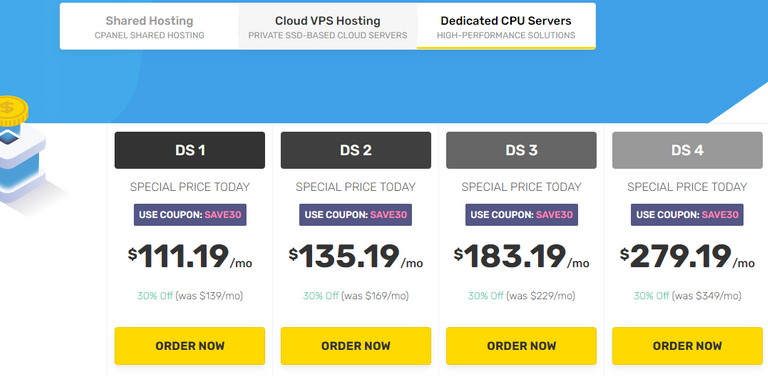 Shared Hosting
CPANEL SHARED HOSTING
Cloud VPS Hosting
PRIVATE SSD-BASED CLOUD SERVERS
Dedicated CPU Servers
HIGH-PERFORMANCE SOLUTIONS
DS 1
SPECIAL PRICE TODAY
USE COUPON: SAVE30
$111.19/mo
30% Off (was $139/mo)
ORDER NOW
DS 2
SPECIAL PRICE TODAY
USE COUPON: SAVE30
$135.19/mo
30% Off (was $169/mo)
ORDER NOW
DS 3
SPECIAL PRICE TODAY
USE COUPON: SAVE30
$183.19/mo
30% Off (was $229/mo)
ORDER NOW
DS 4
SPECIAL PRICE TODAY
USE COUPON: SAVE30
$279.19/mo
30% Off (was $349/mo)
ORDER NOW